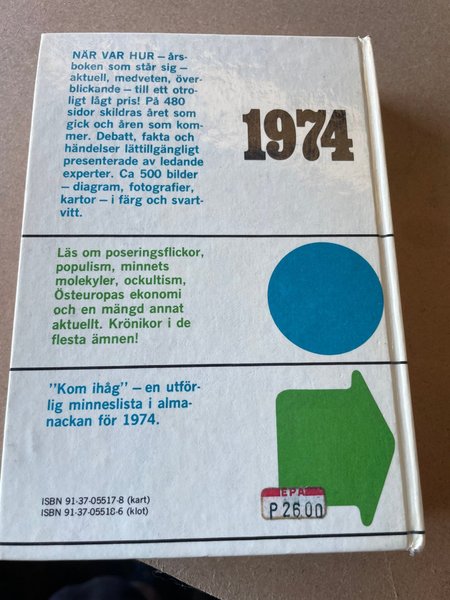 NÄR VAR HUR – års-
boken som står sig –
aktuell, medveten, över-
blickande – till ett otro-
ligt lågt pris! På 480
sidor skildras året som
gick och åren som kom-
mer. Debatt, fakta och
händelser lättillgängligt
presenterade av ledande
experter. Ca 500 bilder
– diagram, fotografier,
kartor – i färg och svart-
vitt.
1974
Läs om poseringsflickor,
populism, minnets
molekyler, ockultism,
Östeuropas ekonomi
och en mängd annat
aktuellt. Krönikor i de
flesta ämnen!
"Kom ihåg" – en utför-
lig minneslista i alma-
nackan för 1974.
ISBN 91-37-05517-8 (kart)
ISBN 91-37-05518-6 (klot)
EPA
P 26.00